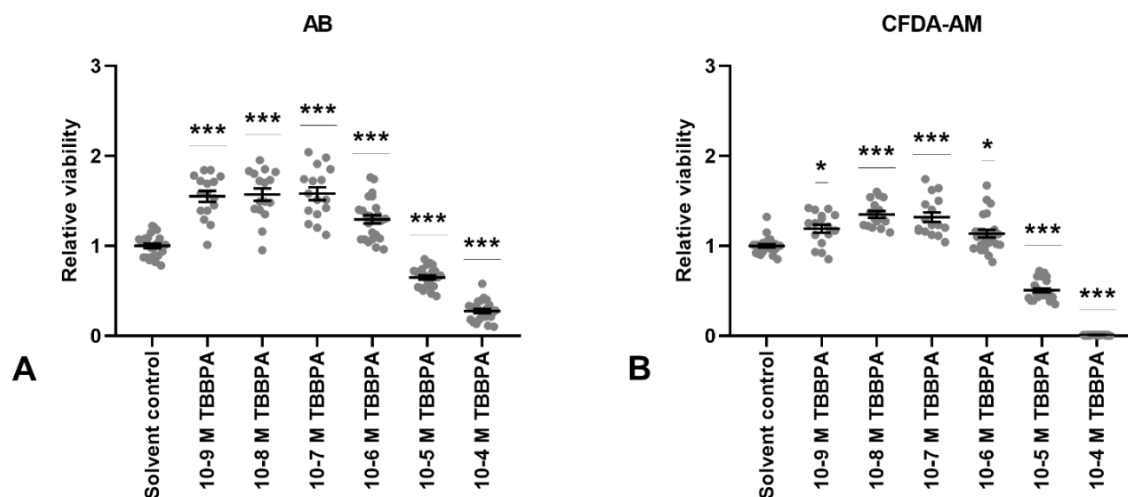 AB
3
2
1
0
Relative viability
***
***
***
***
***
***
Solvent control
10-9 M TBBPA
10-8 M TBBPA
10-7 M TBBPA
10-6 M TBBPA
10-5 M TBBPA
10-4 M TBBPA
A
CFDA-AM
3
2
1
0
Relative viability
*
***
***
*
***
***
Solvent control
10-9 M TBBPA
10-8 M TBBPA
10-7 M TBBPA
10-6 M TBBPA
10-5 M TBBPA
10-4 M TBBPA
B